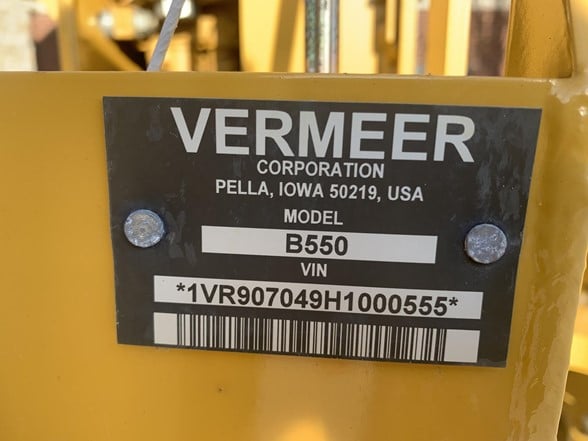 VERMEER
CORPORATION
PELLA, IOWA 50219, USA
MODEL
B550
VIN
*1VR907049H1000555*